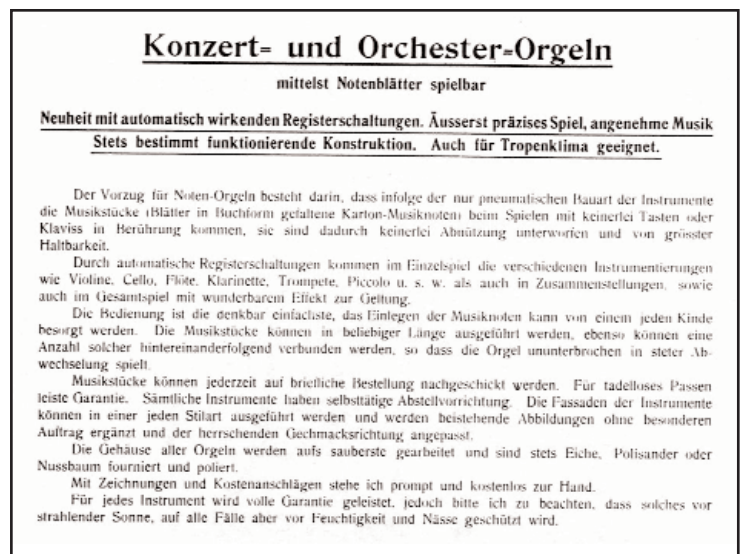 Konzert- und Orchester-Orgeln
mittelst Notenblätter spielbar
Neuheit mit automatisch wirkenden Registerschaltungen. Äusserst präzises Spiel, angenehme Musik
Stets bestimmt funktionierende Konstruktion. Auch für Tropenklima geeignet.
Der Vorzug für Noten-Orgeln besteht darin, dass infolge der nur pneumatischen Bauart der Instrumente
die Musikstücke (Blätter in Buchform gefaltene Karton-Musiknoten) beim Spielen mit keinerlei Tasten oder
Klaviss in Berührung kommen, sie sind dadurch keinerlei Abnützung unterworfen und von grösster
Haltbarkeit.
Durch automatische Registerschaltungen kommen im Einzelspiel die verschiedenen Instrumentierungen
wie Violine, Cello, Flöte, Klarinette, Trompete, Piccolo u. s. w. als auch in Zusammenstellungen, sowie
auch im Gesamtspiel mit wunderbarem Effekt zur Geltung.
Die Bedienung ist die denkbar einfachste, das Einlegen der Musiknoten kann von einem jeden Kinde
besorgt werden. Die Musikstücke können in beliebiger Länge ausgeführt werden, ebenso können eine
Anzahl solcher hintereinanderfolgend verbunden werden, so dass die Orgel ununterbrochen in steter Ab-
wechselung spielt.
Musikstücke können jederzeit auf briefliche Bestellung nachgeschickt werden. Für tadelloses Passen
leiste Garantie. Sämtliche Instrumente haben selbsttätige Abstellvorrichtung. Die Fassaden der Instrumente
können in einer jeden Stilart ausgeführt werden und werden beistehende Abbildungen ohne besonderen
Auftrag ergänzt und der herrschenden Gechmacksrichtung angepasst.
Die Gehäuse aller Orgeln werden aufs sauberste gearbeitet und sind stets Eiche, Polisander oder
Nussbaum fourniert und poliert.
Mit Zeichnungen und Kostenanschlägen stehe ich prompt und kostenlos zur Hand.
Für jedes Instrument wird volle Garantie geleistet, jedoch bitte ich zu beachten, dass solches vor
strahlender Sonne, auf alle Fälle aber vor Feuchtigkeit und Nässe geschützt wird.